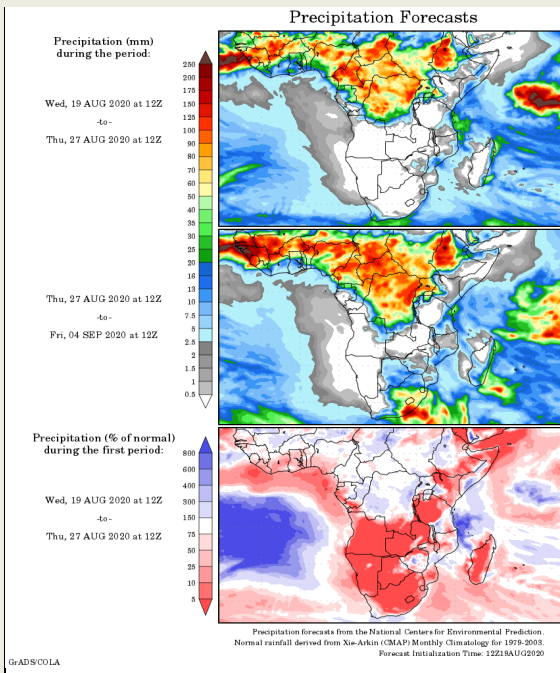 Precipitation Forecasts
Precipitation (mm)
during the period:
Wed, 19 AUG 2020 at 12Z
-to-
Thu, 27 AUG 2020 at 12Z
250
200
175
150
125
100
90
80
70
60
50
40
35
30
25
20
16
13
10
7.5
5
2.5
2
1.5
1
0.5
Thu, 27 AUG 2020 at 12Z
-to-
Fri, 04 SEP 2020 at 12Z
Precipitation (% of normal)
during the first period:
Wed, 19 AUG 2020 at 12Z
-to-
Thu, 27 AUG 2020 at 12Z
800
600
400
300
150
75
50
25
10
5
Precipitation forecasts from the National Centers for Environmental Prediction.
Normal rainfall derived from Xie-Arkin (CMAP) Monthly Climatology for 1979-2003.
Forecast Initialization Time: 12Z19AUG2020
GrADS/COLA